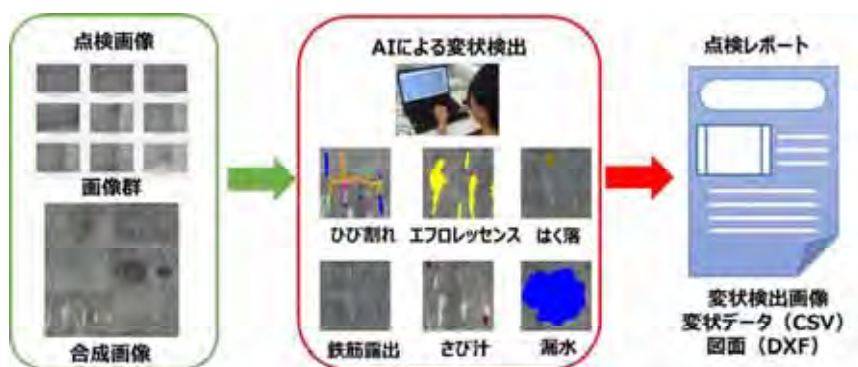 点検画像
画像群
合成画像
AIによる変状検出
ひび割れ
エフロレッセンス
はく落
鉄筋露出
さび汁
漏水
点検レポート
変状検出画像
変状データ（CSV）
図面（DXF）